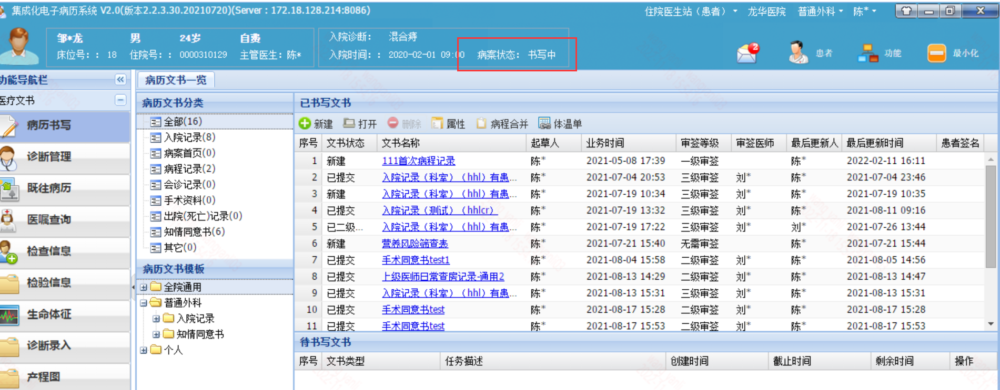 集成化电子病历系统 V2.0(版本2.2.3.30.20210720)(Server : 172.18.128.214:8086)
住院医生站（患者） 龙华医院 普通外科 陈*
邹*龙 男 24岁 自费
床位号：: 18 住院号：: 0000310129 主管医生: 陈*
入院诊断: 混合痔
入院时间：: 2020-02-01 09:00 病案状态: 书写中
2
患者 功能 最小化
功能导航栏
医疗文书
病历书写
诊断管理
既往病历
医嘱查询
检查信息
检验信息
生命体征
诊断录入
产程图
病历文书一览
病历文书分类
全部(16)
入院记录(8)
病案首页(0)
病程记录(2)
会诊记录(0)
手术资料(0)
出院(死亡)记录(0)
知情同意书(6)
其它(0)
病历文书模板
全院通用
普通外科
入院记录
知情同意书
个人
已书写文书
新建 打开 删除 属性 病程合并 体温单
序号 文书状态 文书名称 起草人 业务时间 审签等级 审签医师 最后更新人 最后更新时间 患者签名
1 新建 111首次病程记录 陈* 2021-05-08 17:39 一级审签 陈* 2022-02-11 16:11
2 已提交 入院记录（科室）（hhl）有患... 陈* 2021-07-04 20:53 三级审签 刘* 陈* 2021-07-04 23:46
3 新建 入院记录（科室）（hhl）有患... 陈* 2021-07-19 10:34 三级审签 刘* 陈* 2021-07-19 10:35
4 已提交 入院记录（测试）（hhlcr） 陈* 2021-07-19 13:32 三级审签 刘* 陈* 2021-08-11 09:16
5 已二级... 入院记录（科室）（hhl）有患... 陈* 2021-07-19 17:22 三级审签 刘* 刘* 2021-07-26 13:44
6 新建 营养风险筛查表 陈* 2021-07-21 15:40 无需审签 陈* 2021-07-21 15:44
7 已提交 手术同意书test1 陈* 2021-08-04 15:58 二级审签 刘* 陈* 2021-08-05 14:56
8 已提交 上级医师日常查房记录-通用2 陈* 2021-08-13 14:29 二级审签 刘* 陈* 2021-08-13 14:47
9 已提交 入院记录（科室）（hhl）有患... 陈* 2021-08-13 15:31 三级审签 刘* 陈* 2021-08-13 15:31
10 已提交 手术同意书test 陈* 2021-08-17 15:28 二级审签 刘* 陈* 2021-08-17 15:28
11 已提交 手术同意书test 陈* 2021-08-17 15:53 二级审签 刘* 陈* 2021-08-17 15:53
待书写文书
序号 文书类型 任务描述 创建时间 截止时间 剩余时间 操作